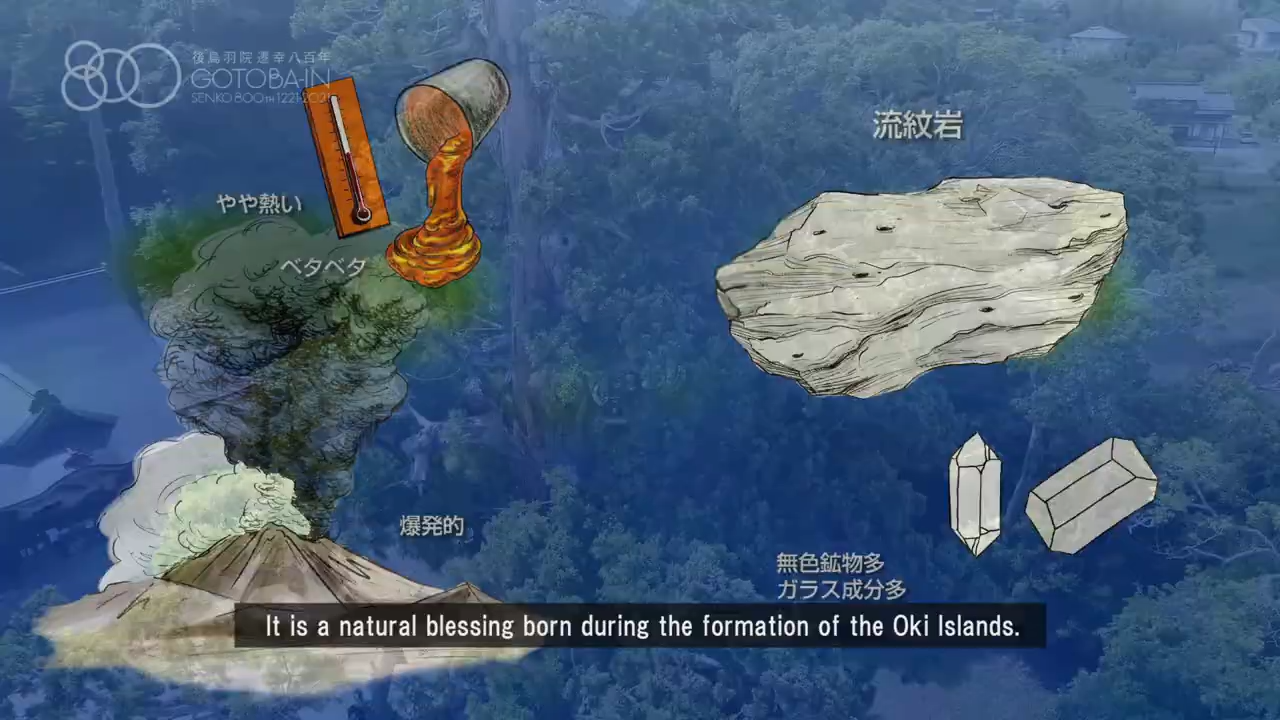 800
後鳥羽院遷幸八百年
GOTOBA-IN
SENKO 800TH 1221-2021
流紋岩
やや熱い
ベタベタ
爆発的
無色鉱物多
ガラス成分多
It is a natural blessing born during the formation of the Oki Islands.